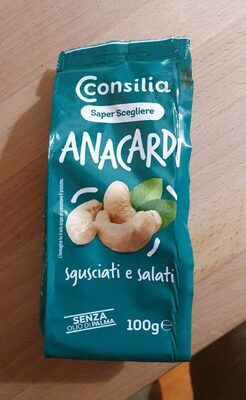 Consilia
Saper Scegliere
ANACARDI
sgusciati e salati
SENZA
OLIO DI PALMA
100g℮